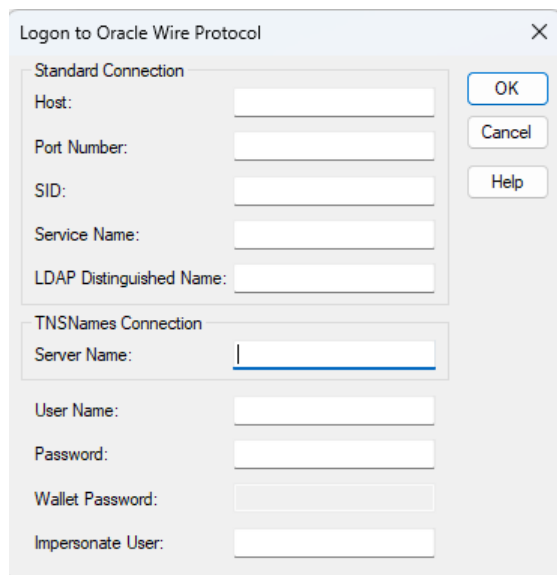 Logon to Oracle Wire Protocol
Standard Connection
Host:
Port Number:
SID:
Service Name:
LDAP Distinguished Name:
TNSNames Connection
Server Name:
User Name:
Password:
Wallet Password:
Impersonate User:
OK
Cancel
Help